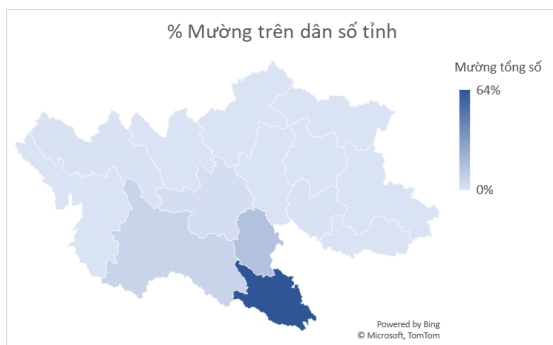 % Mường trên dân số tỉnh
Mường tổng số
64%
0%
Powered by Bing
© Microsoft, TomTom